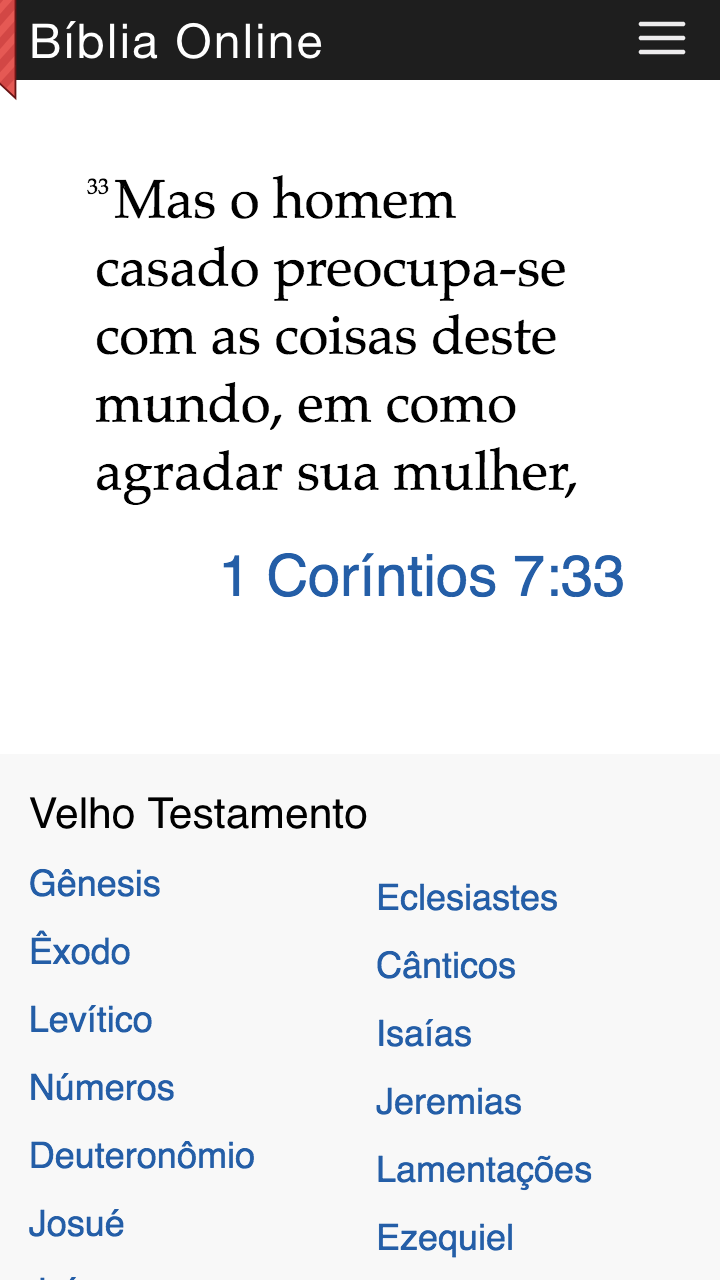 Bíblia Online
33 Mas o homem
casado preocupa-se
com as coisas deste
mundo, em como
agradar sua mulher,
1 Coríntios 7:33
Velho Testamento
Gênesis
Êxodo
Levítico
Números
Deuteronômio
Josué
Eclesiastes
Cânticos
Isaías
Jeremias
Lamentações
Ezequiel